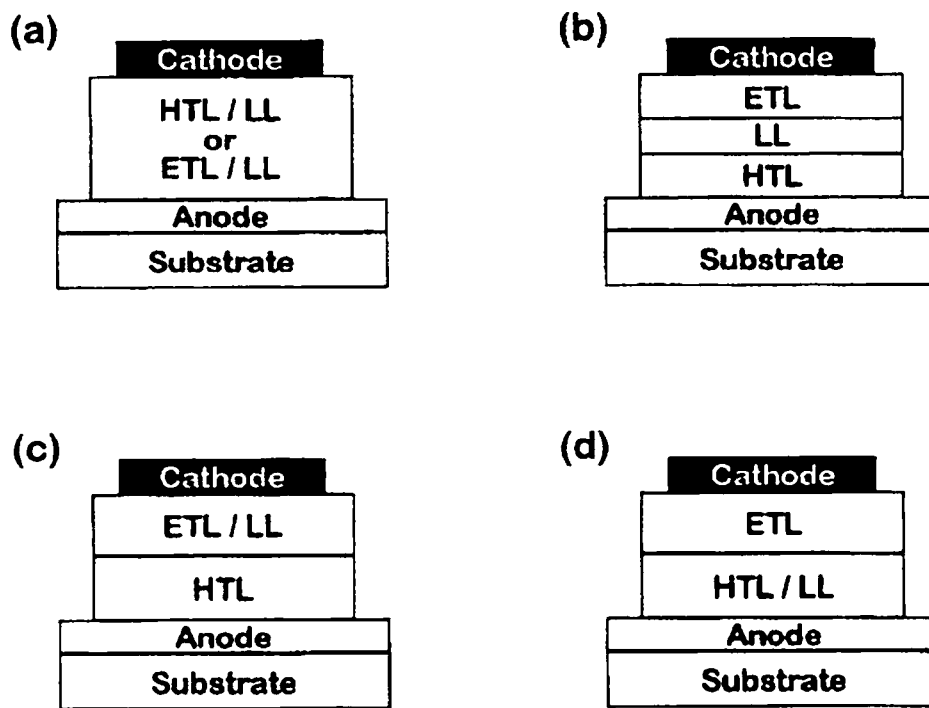 (a)
Cathode
HTL / LL
or
ETL / LL
Anode
Substrate
(b)
Cathode
ETL
LL
HTL
Anode
Substrate
(c)
Cathode
ETL / LL
HTL
Anode
Substrate
(d)
Cathode
ETL
HTL / LL
Anode
Substrate